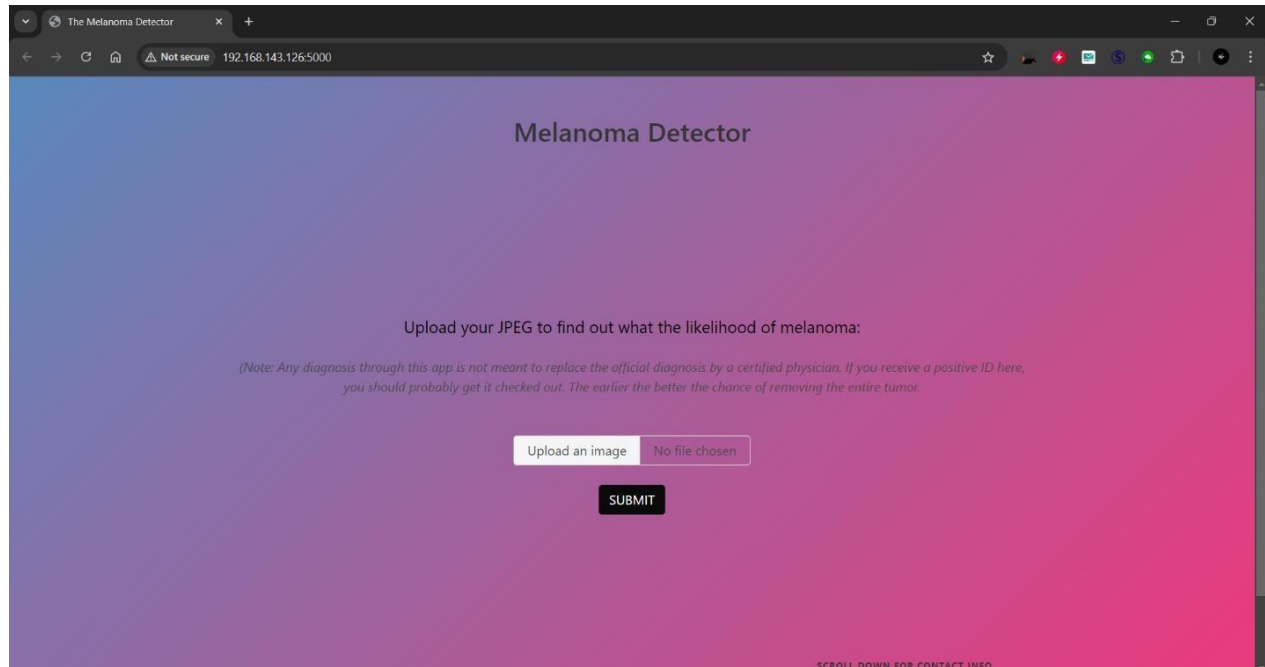 The Melanoma Detector
Not secure 192.168.143.126:5000
Melanoma Detector
Upload your JPEG to find out what the likelihood of melanoma:
(Note: Any diagnosis through this app is not meant to replace the official diagnosis by a certified physician. If you receive a positive ID here,
you should probably get it checked out. The earlier the better the chance of removing the entire tumor.
Upload an image No file chosen
SUBMIT
SCROLL DOWN FOR CONTACT INFO